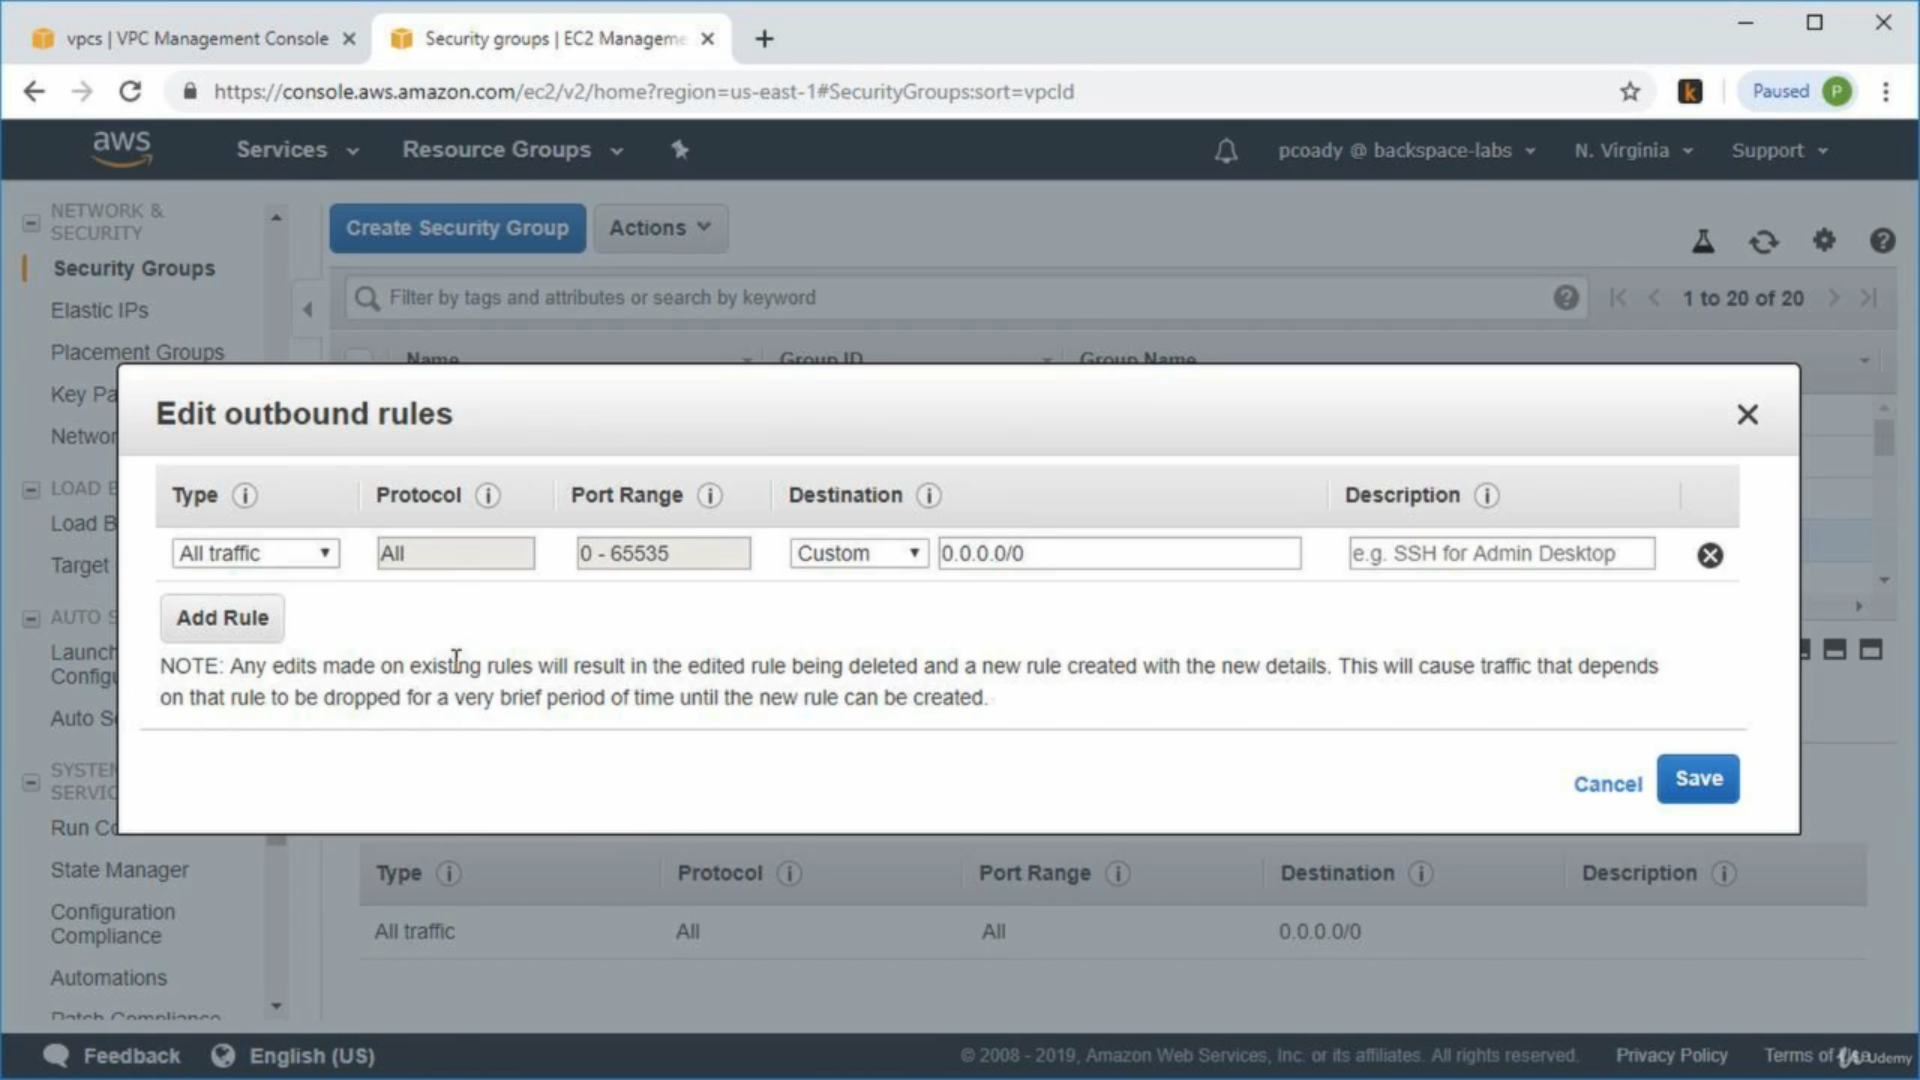 vpcs | VPC Management Console
Security groups | EC2 Manageme
https://console.aws.amazon.com/ec2/v2/home?region=us-east-1#SecurityGroups:sort=vpcId
k
Paused P
aws
Services
Resource Groups
pcoady @ backspace-labs
N. Virginia
Support
NETWORK &
SECURITY
Security Groups
Elastic IPs
Placement Groups
Key Pa
Networ
LOAD B
Load B
Target
AUTO S
Launch
Configu
Auto S
SYSTEM
SERVIC
Run Co
State Manager
Configuration
Compliance
Automations
Patch Compliance
Create Security Group
Actions
Filter by tags and attributes or search by keyword
1 to 20 of 20
Name Group ID Group Name
Edit outbound rules
Type Protocol Port Range Destination Description
All traffic All 0 - 65535 Custom 0.0.0.0/0 e.g. SSH for Admin Desktop
Add Rule
NOTE: Any edits made on existing rules will result in the edited rule being deleted and a new rule created with the new details. This will cause traffic that depends
on that rule to be dropped for a very brief period of time until the new rule can be created.
Cancel Save
Type Protocol Port Range Destination Description
All traffic All All 0.0.0.0/0
Feedback
English (US)
© 2008 - 2019, Amazon Web Services, Inc. or its affiliates. All rights reserved.
Privacy Policy
Terms of
Udemy